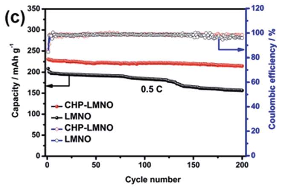 (c)
300
250
200
150
100
50
0
Capacity / mAh g⁻¹
100
80
60
40
20
0
Coulombic efficiency / %
0.5 C
CHP-LMNO
LMNO
CHP-LMNO
LMNO
0 50 100 150 200
Cycle number